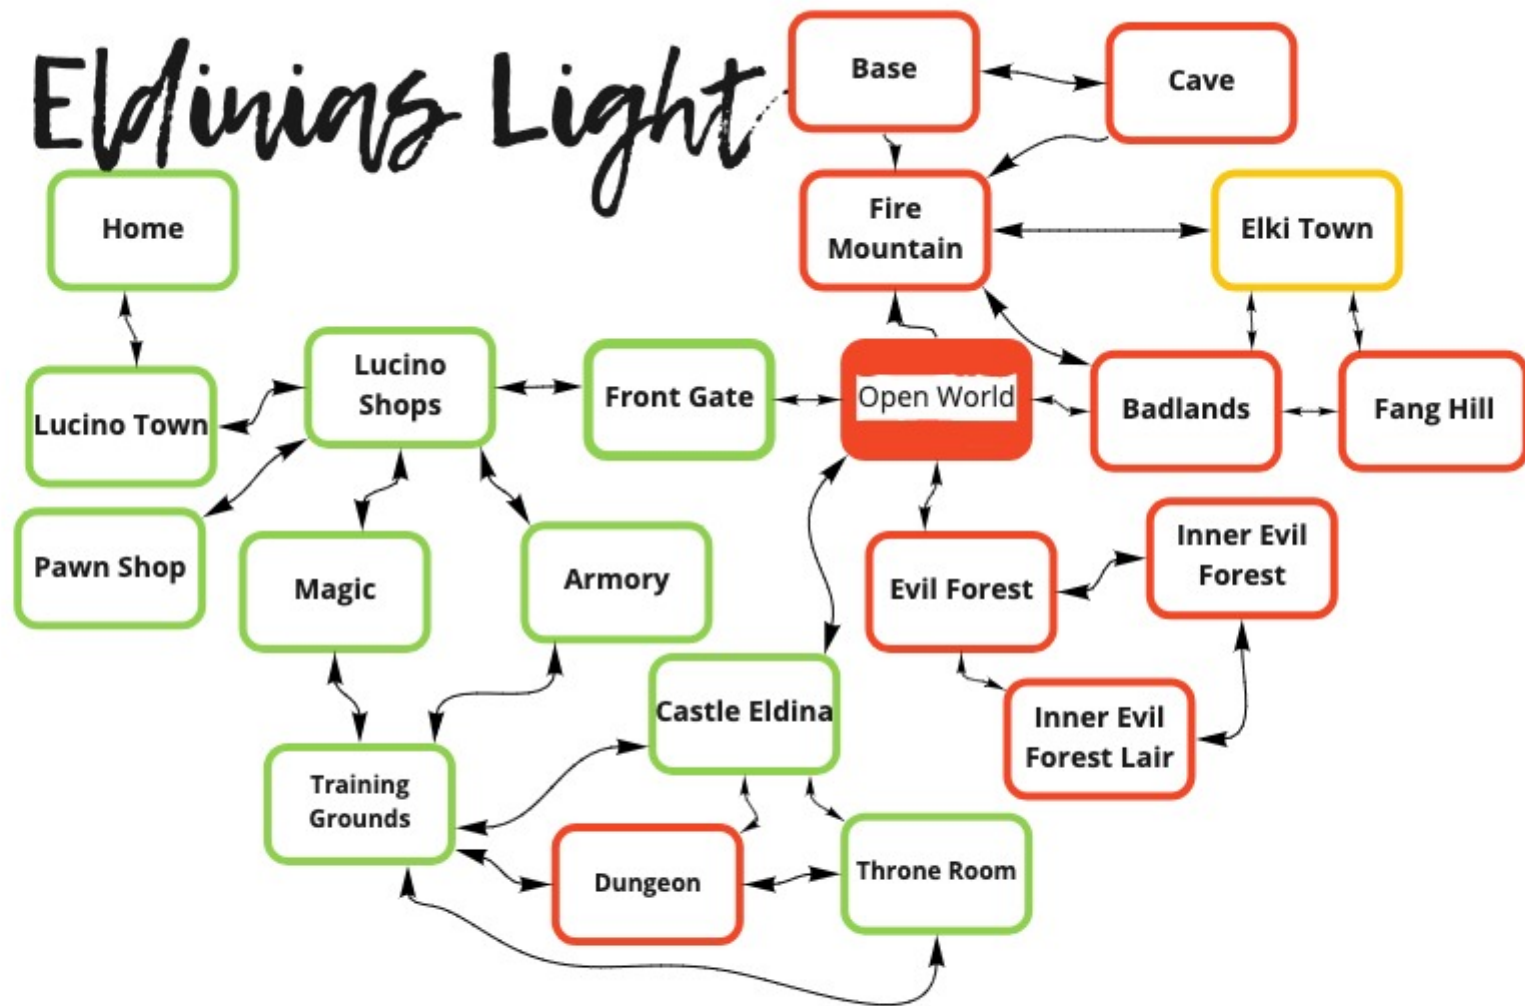 Eldinias Light
Base
Cave
Home
Fire
Mountain
Elki Town
Lucino Town
Lucino
Shops
Front Gate
Open World
Badlands
Fang Hill
Pawn Shop
Magic
Armory
Evil Forest
Inner Evil
Forest
Castle Eldina
Inner Evil
Forest Lair
Training
Grounds
Dungeon
Throne Room